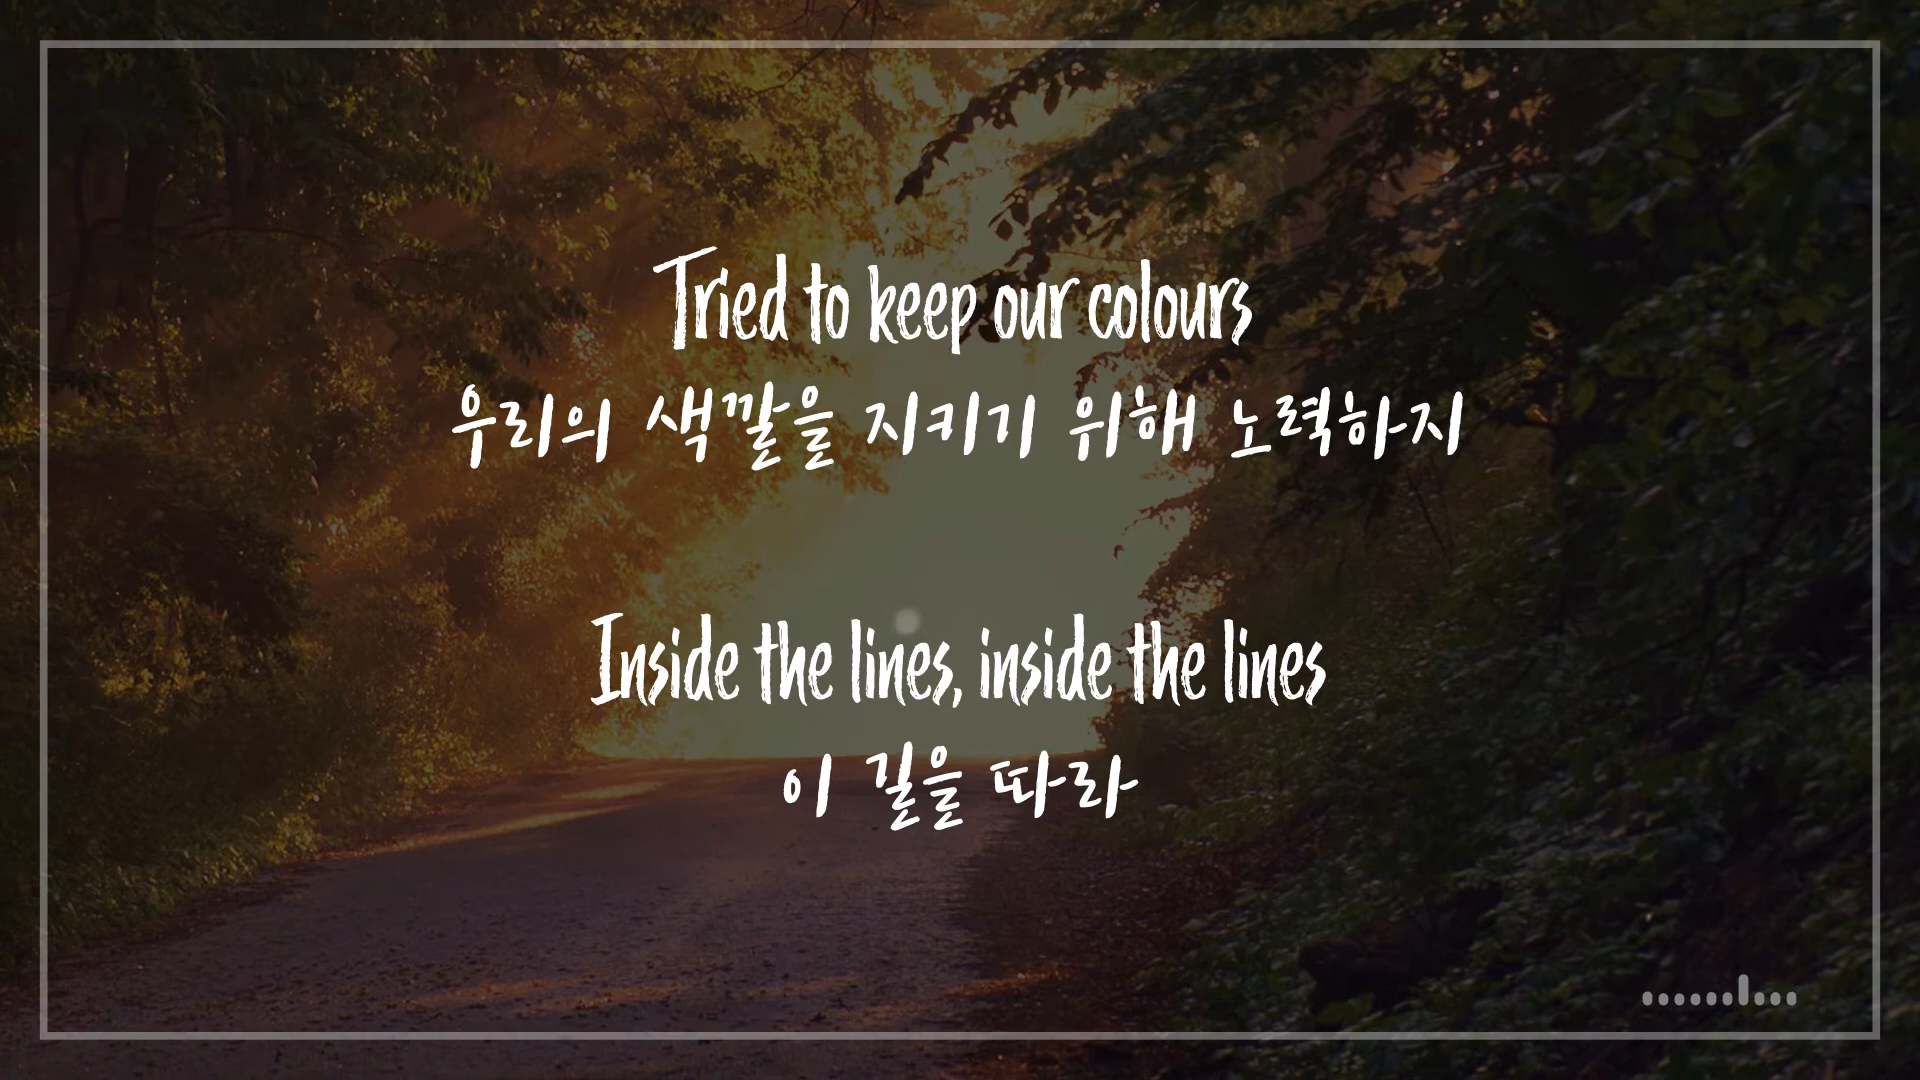 Tried to keep our colours
우리의 색깔을 지키기 위해 노력하지
Inside the lines, inside the lines
이 길을 따라